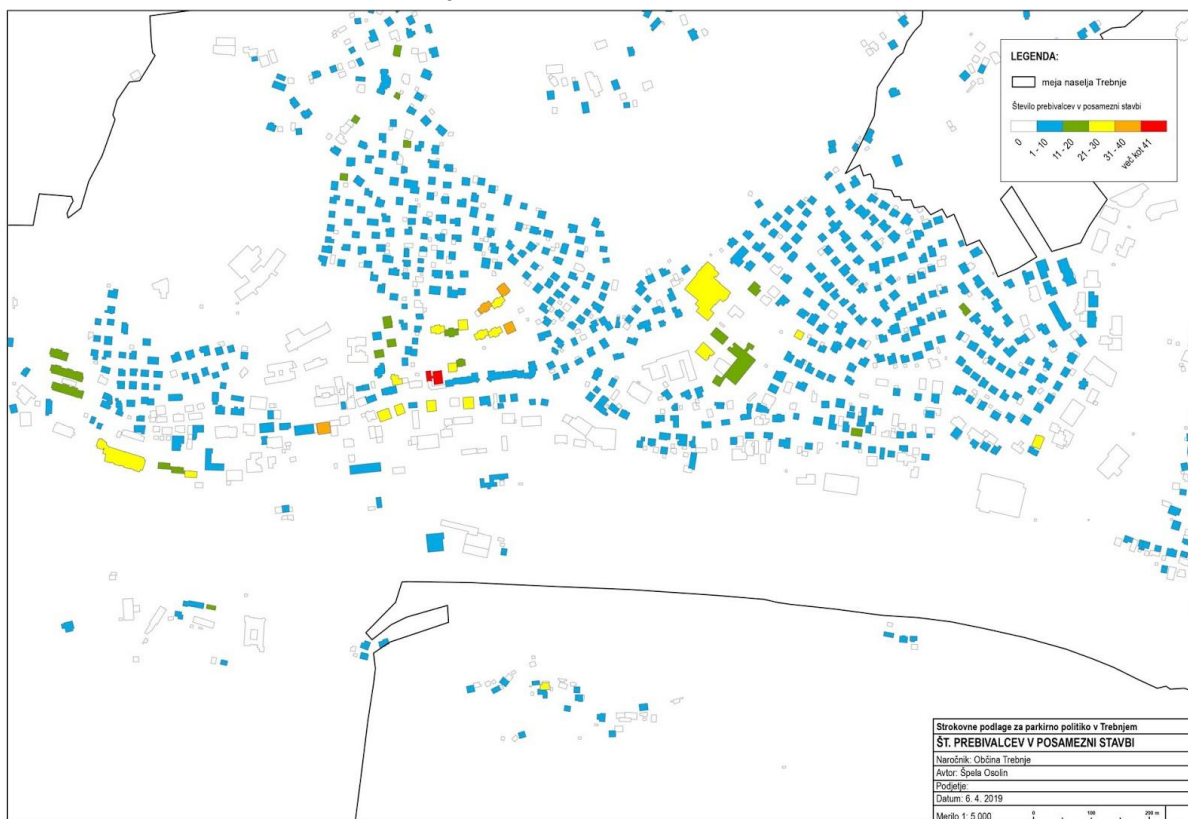 LEGENDA:
meja naselja Trebnje
Število prebivalcev v posamezni stavbi
0
1 - 10
11 - 20
21 - 30
31 - 40
več kot 41
Strokovne podlage za parkirno politiko v Trebnjem
ŠT. PREBIVALCEV V POSAMEZNI STAVBI
Naročnik: Občina Trebnje
Avtor: Špela Osolin
Podjetje:
Datum: 6. 4. 2019
Merilo 1: 5 000
0 100 200 m